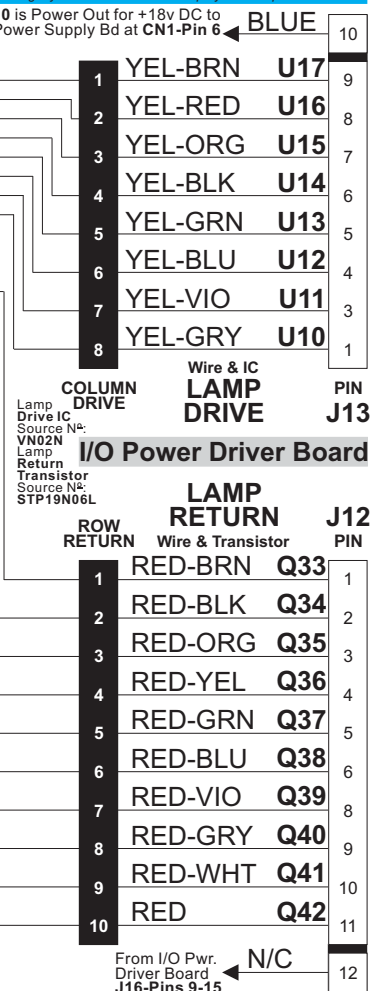 0 is Power Out for +18v DC to
Power Supply Bd at CN1-Pin 6
BLUE 10
1 YEL-BRN U17 9
2 YEL-RED U16 8
3 YEL-ORG U15 7
4 YEL-BLK U14 6
5 YEL-GRN U13 5
6 YEL-BLU U12 4
7 YEL-VIO U11 3
8 YEL-GRY U10 1
COLUMN
DRIVE
Wire & IC
LAMP
DRIVE
PIN
J13
Lamp
Drive IC
Source Nº:
VN02N
Lamp
Return
Transistor
Source Nº:
STP19N06L
I/O Power Driver Board
ROW
RETURN
LAMP
RETURN
Wire & Transistor
J12
PIN
1 RED-BRN Q33 1
2 RED-BLK Q34 2
3 RED-ORG Q35 3
4 RED-YEL Q36 4
5 RED-GRN Q37 5
6 RED-BLU Q38 6
7 RED-VIO Q39 8
8 RED-GRY Q40 9
9 RED-WHT Q41 10
10 RED Q42 11
From I/O Pwr.
Driver Board
J16-Pins 9-15
N/C 12